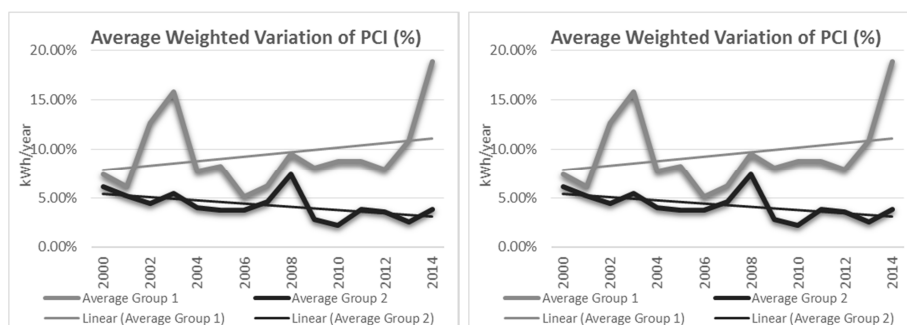 Average Weighted Variation of PCI (%)
20.00%
15.00%
10.00%
5.00%
0.00%
kWh/year
2000
2002
2004
2006
2008
2010
2012
2014
Average Group 1
Average Group 2
Linear (Average Group 1)
Linear (Average Group 2)
Average Weighted Variation of PCI (%)
20.00%
15.00%
10.00%
5.00%
0.00%
kWh/year
2000
2002
2004
2006
2008
2010
2012
2014
Average Group 1
Average Group 2
Linear (Average Group 1)
Linear (Average Group 2)